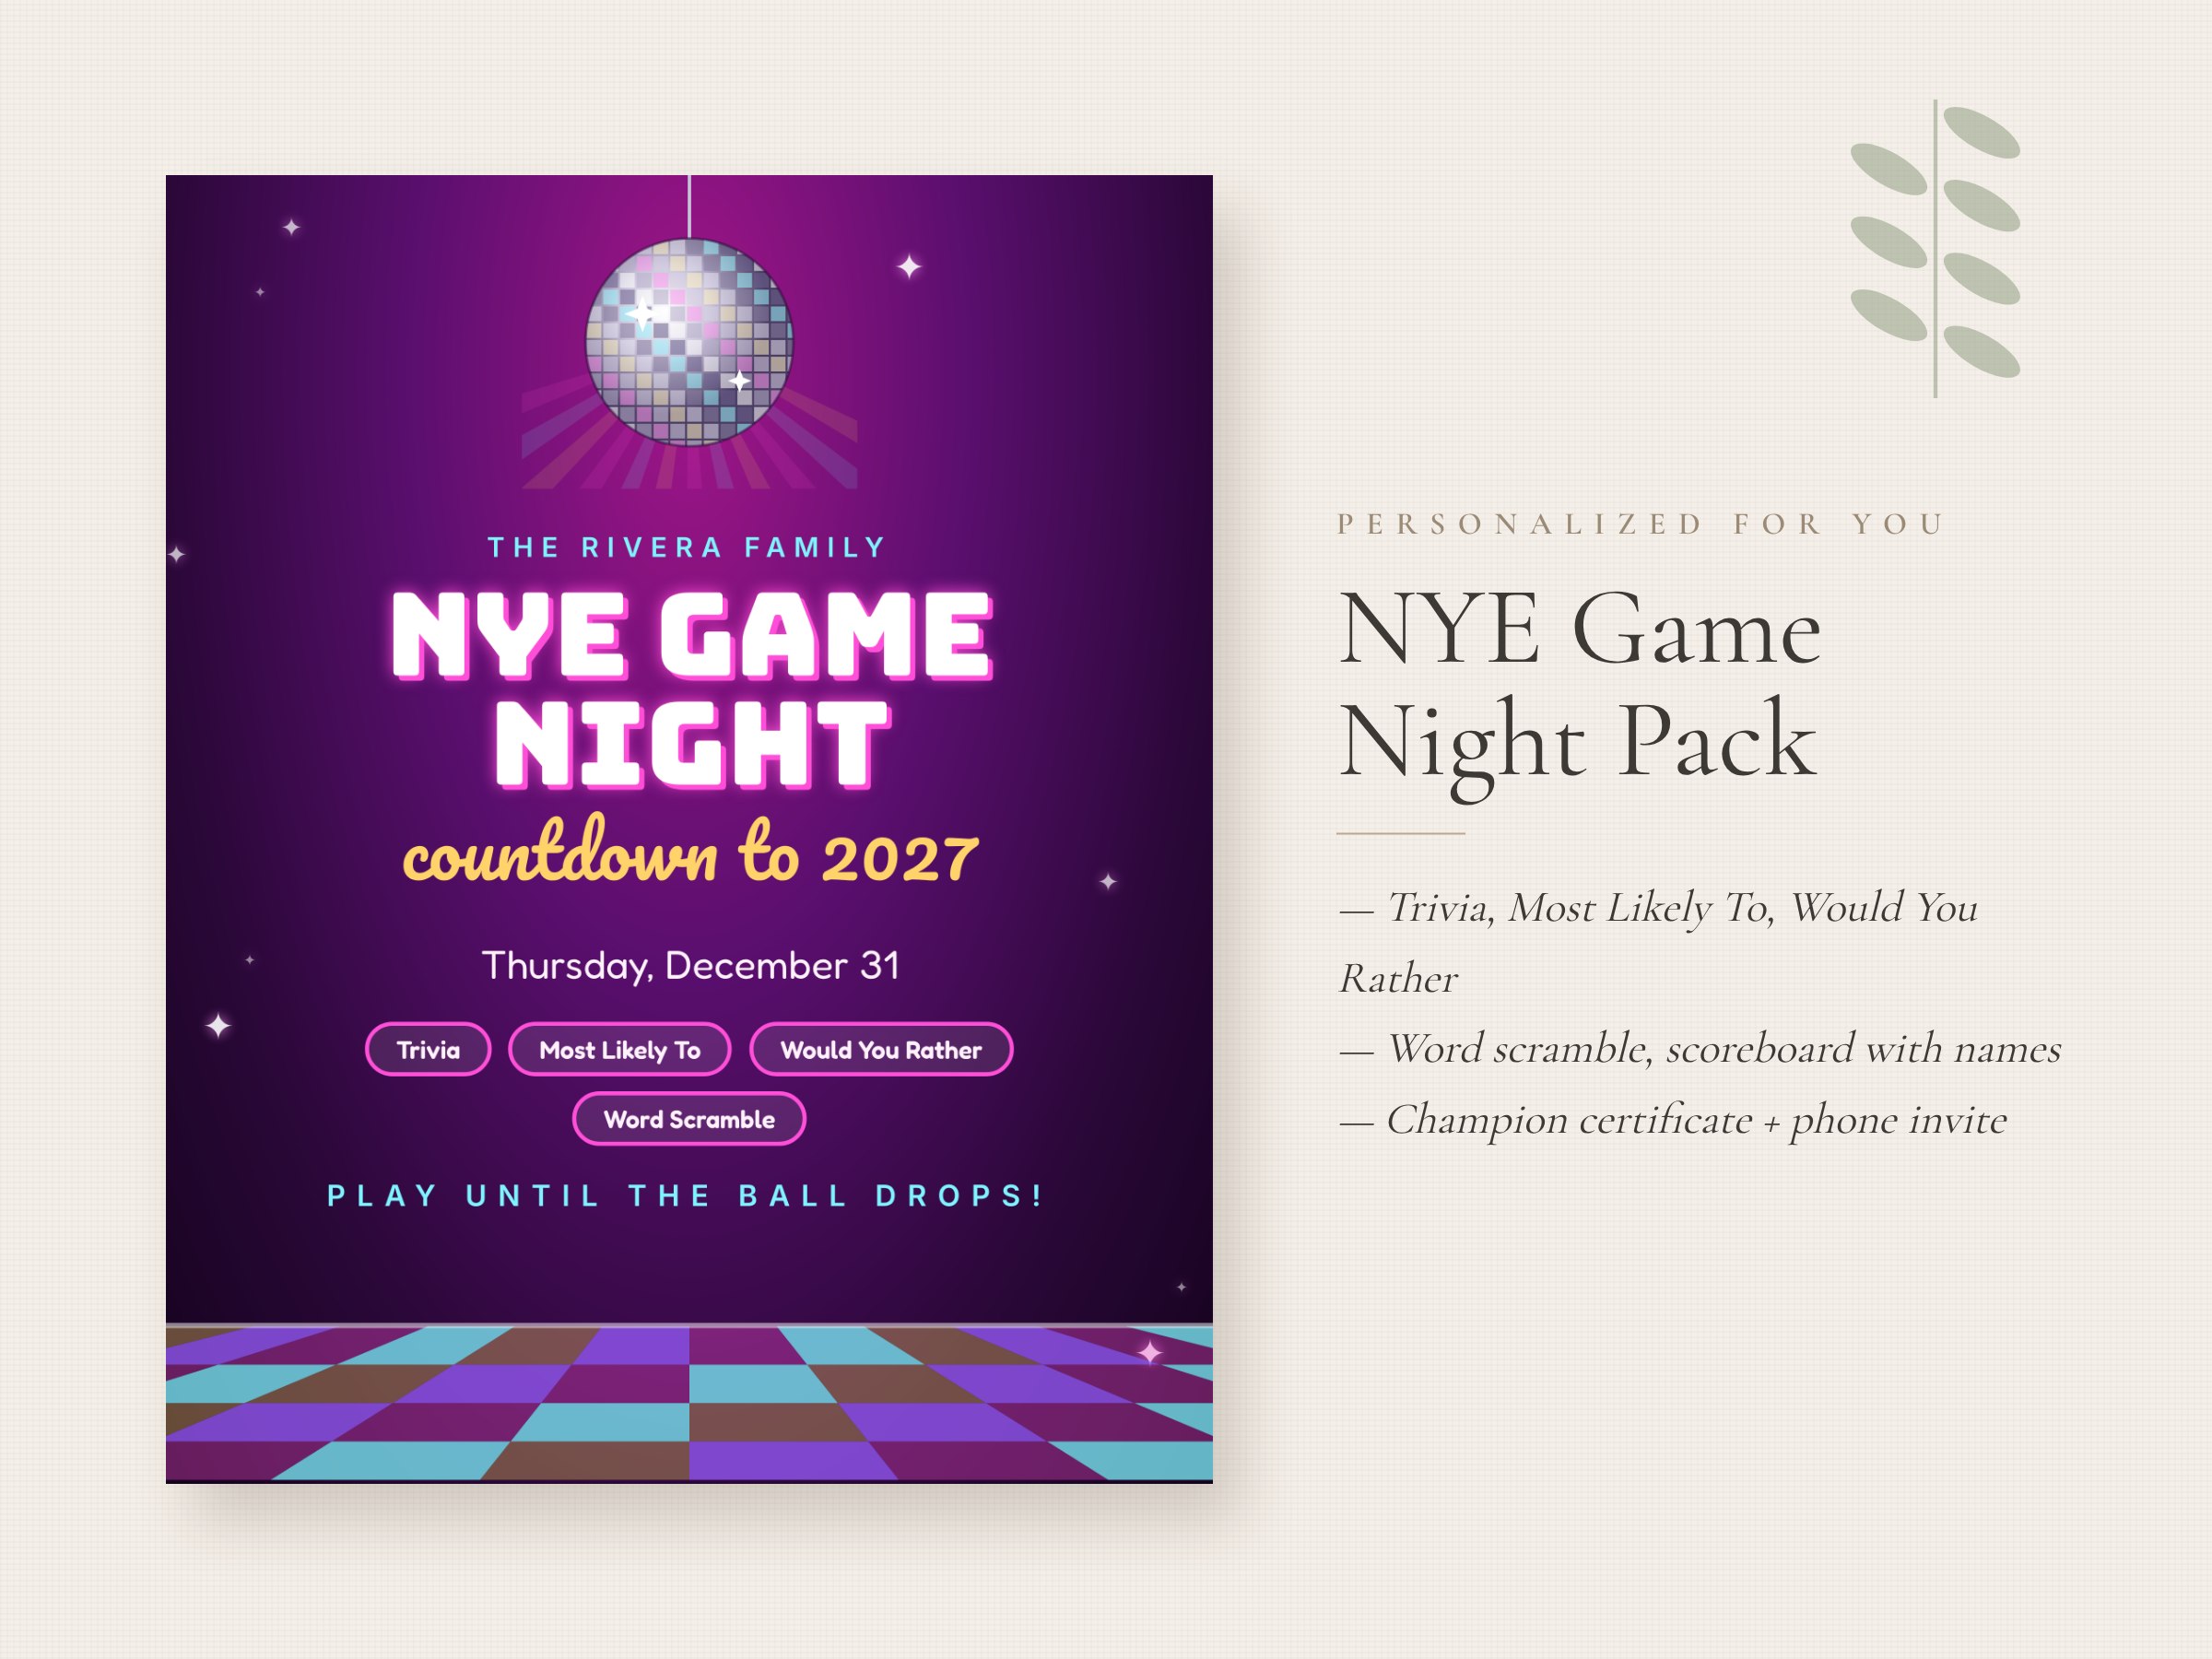 THE RIVERA FAMILY
NYE GAME
NIGHT
countdown to 2027
Thursday, December 31
Trivia
Most Likely To
Would You Rather
Word Scramble
PLAY UNTIL THE BALL DROPS!
PERSONALIZED FOR YOU
NYE Game
Night Pack
— Trivia, Most Likely To, Would You
Rather
— Word scramble, scoreboard with names
— Champion certificate + phone invite